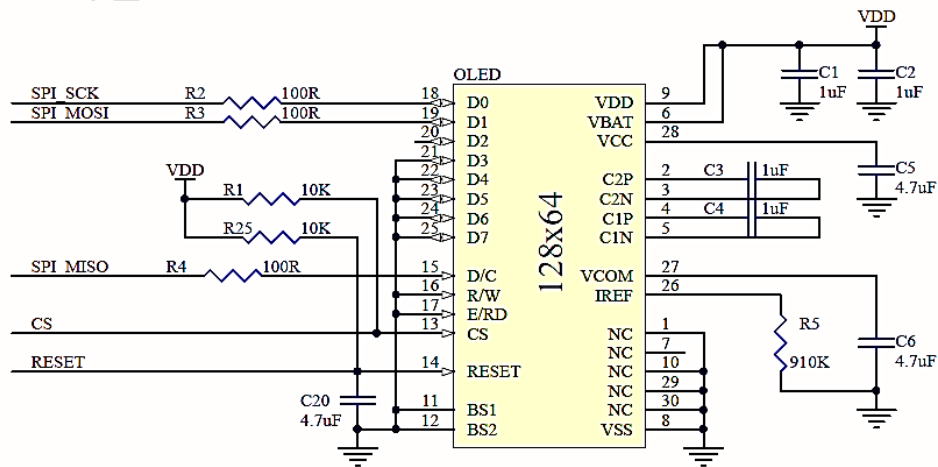 VDD
OLED
C1
1uF
C2
1uF
SPI_SCK R2 100R 18 D0 VDD 9
SPI_MOSI R3 100R 19 D1 VBAT 6
20 D2 VCC 28
21 D3
22 D4 C2P 2 C3 1uF
23 D5 C2N 3
24 D6 C1P 4 C4 1uF
25 D7 C1N 5
C5
4.7uF
VDD
R1 10K
R25 10K
128x64
SPI_MISO R4 100R 15 D/C VCOM 27
16 R/W IREF 26
17 E/RD
CS 13 CS NC 1
NC 7
RESET 14 RESET NC 10
NC 29
11 BS1 NC 30
12 BS2 VSS 8
R5
910K
C6
4.7uF
C20
4.7uF